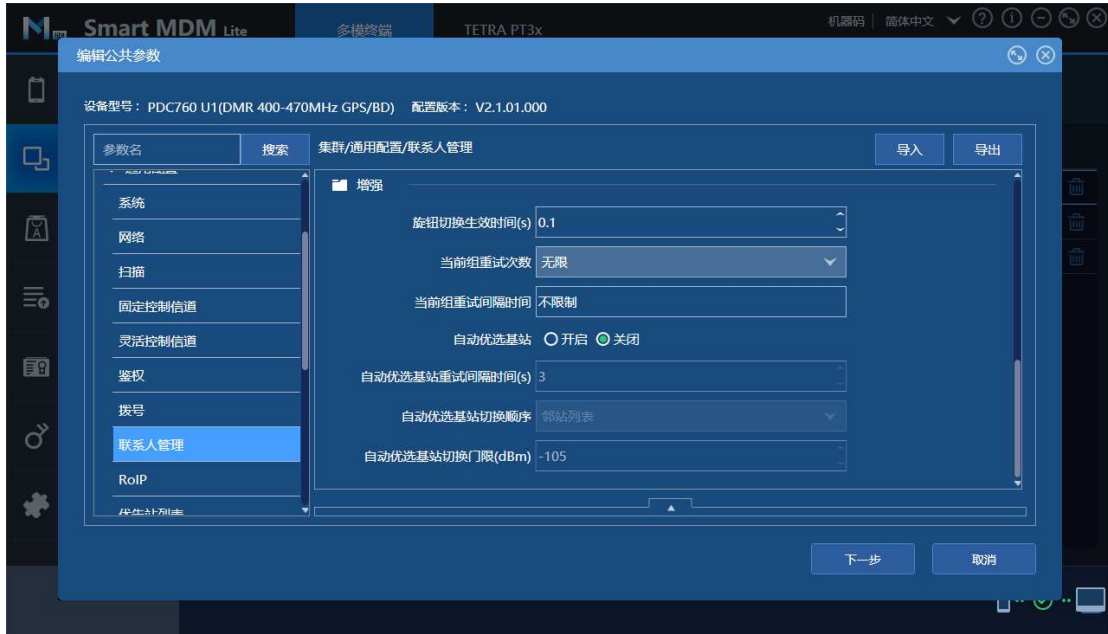 Smart MDM Lite
多模终端
TETRA PT3x
机器码
简体中文
编辑公共参数
设备型号： PDC760 U1(DMR 400-470MHz GPS/BD) 配置版本： V2.1.01.000
参数名
搜索
集群/通用配置/联系人管理
导入
导出
通用配置
系统
网络
扫描
固定控制信道
灵活控制信道
鉴权
拨号
联系人管理
RoIP
优先站列表
增强
旋钮切换生效时间(s) 0.1
当前组重试次数 无限
当前组重试间隔时间 不限制
自动优选基站 开启 关闭
自动优选基站重试间隔时间(s) 3
自动优选基站切换顺序 邻站列表
自动优选基站切换门限(dBm) -105
下一步
取消